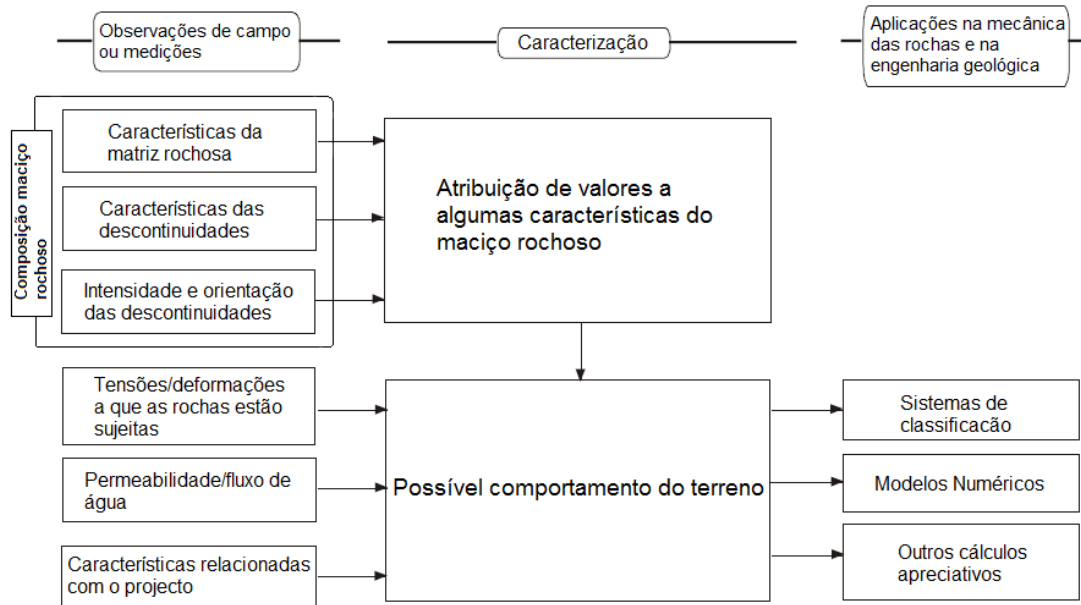 Observações de campo
ou medições
Caracterização
Aplicações na mecânica
das rochas e na
engenharia geológica
Composição maciço
rochoso
Características da
matriz rochosa
Características das
descontinuidades
Intensidade e orientação
das descontinuidades
Atribuição de valores a
algumas características do
maciço rochoso
Tensões/deformações
a que as rochas estão
sujeitas
Permeabilidade/fluxo de
água
Características relacionadas
com o projecto
Possível comportamento do terreno
Sistemas de
classificacão
Modelos Numéricos
Outros cálculos
apreciativos